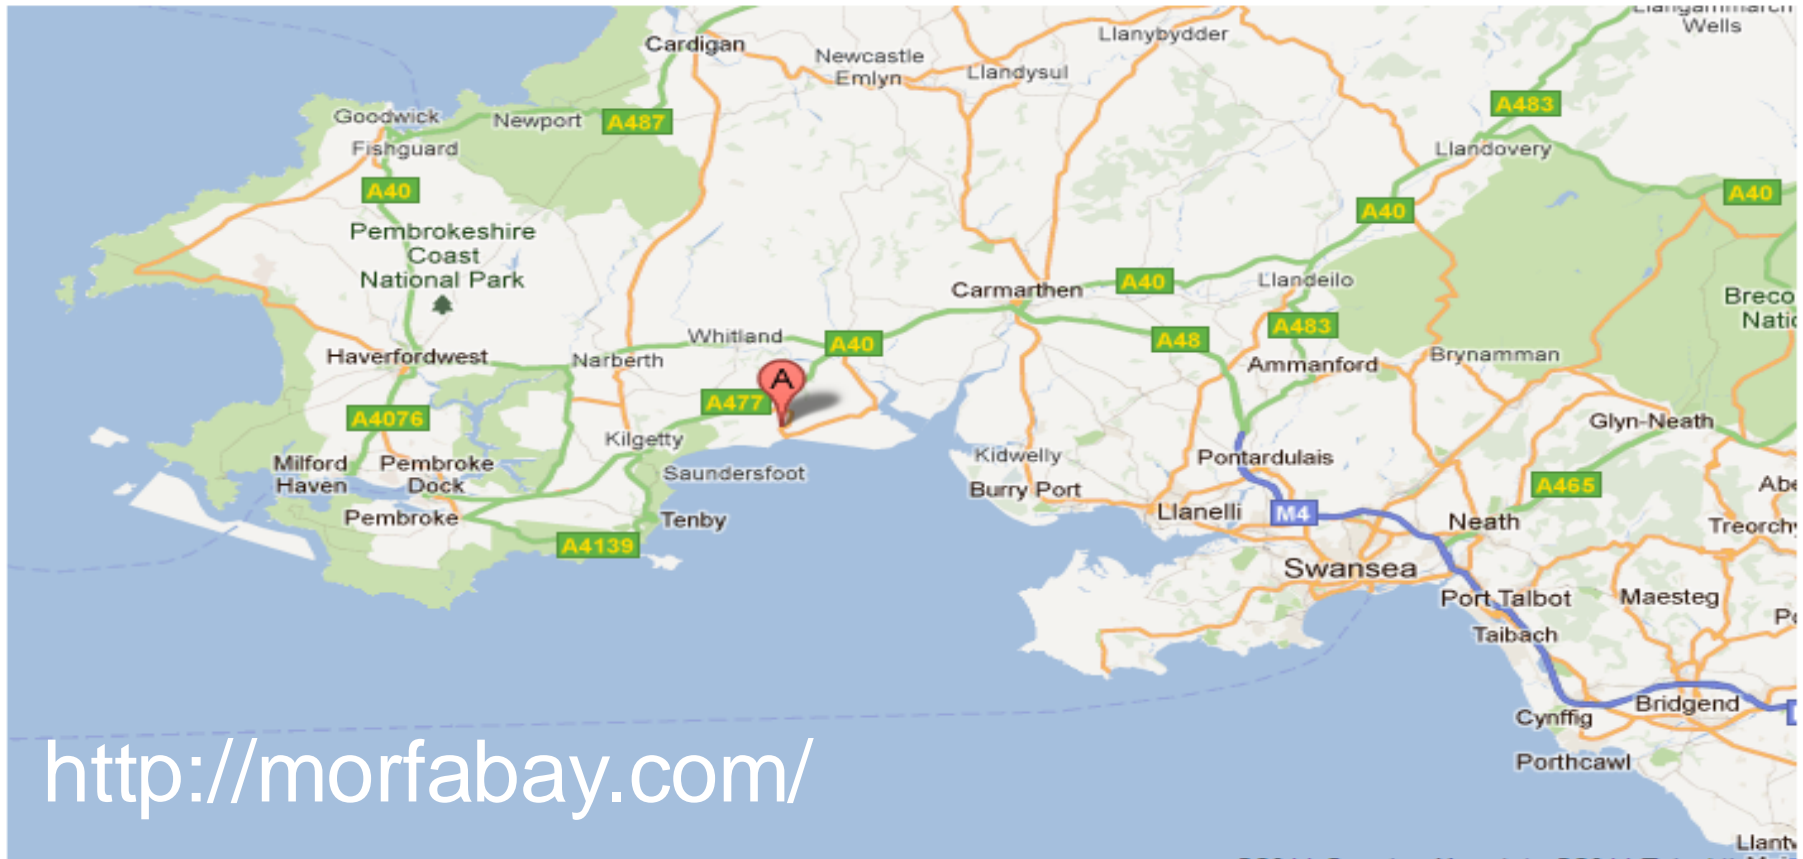 Wells
Cardigan
Llanybydder
Newcastle
Emlyn
Llandysul
A483
Goodwick
Newport
A487
Fishguard
Llandovery
A40
A40
A40
Pembrokeshire
Coast
National Park
Carmarthen
A40
Llandeilo
Breco
Natio
Whitland
A40
A48
A483
Haverfordwest
Narberth
Ammanford
Brynamman
A
A477
A4076
Glyn-Neath
Kilgetty
Kidwelly
Pontardulais
Milford
Haven
Pembroke
Dock
Saundersfoot
Burry Port
A465
Abe
Pembroke
Tenby
Llanelli
M4
Neath
Treorchy
A4139
Swansea
Port Talbot
Maesteg
Taibach
Cynffig
Bridgend
Porthcawl
http://morfabay.com/